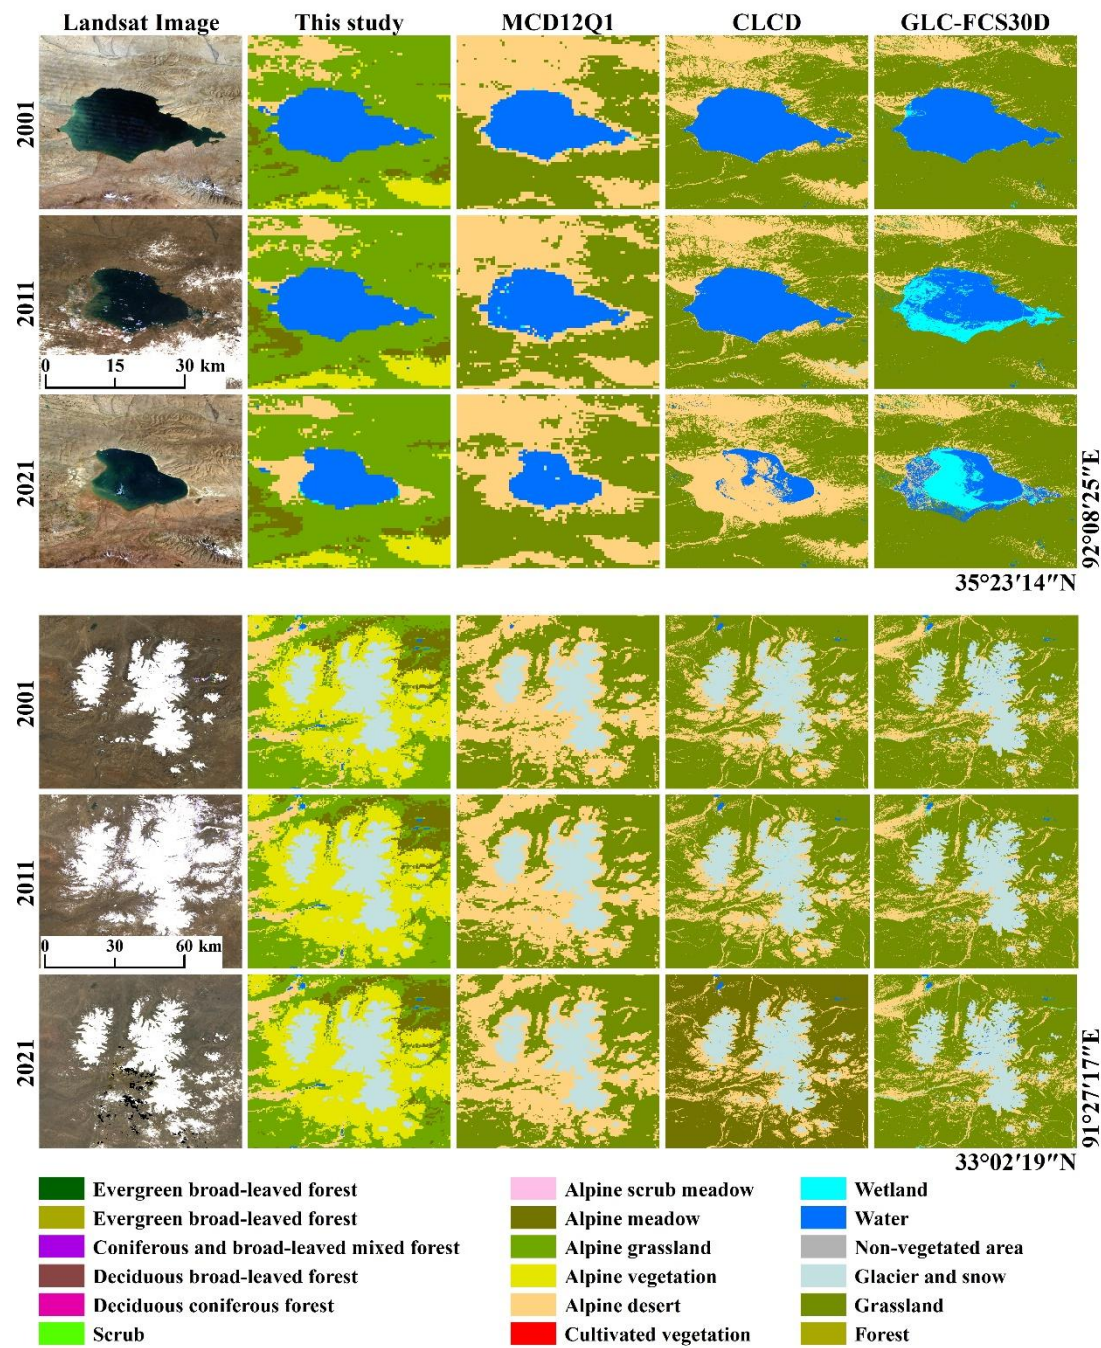 Landsat Image This study MCD12Q1 CLCD GLC-FCS30D
2001
2011
0 15 30 km
2021
92°08′25″E
35°23′14″N
2001
2011
0 30 60 km
2021
91°27′17″E
33°02′19″N
Evergreen broad-leaved forest Alpine scrub meadow Wetland
Evergreen broad-leaved forest Alpine meadow Water
Coniferous and broad-leaved mixed forest Alpine grassland Non-vegetated area
Deciduous broad-leaved forest Alpine vegetation Glacier and snow
Deciduous coniferous forest Alpine desert Grassland
Scrub Cultivated vegetation Forest